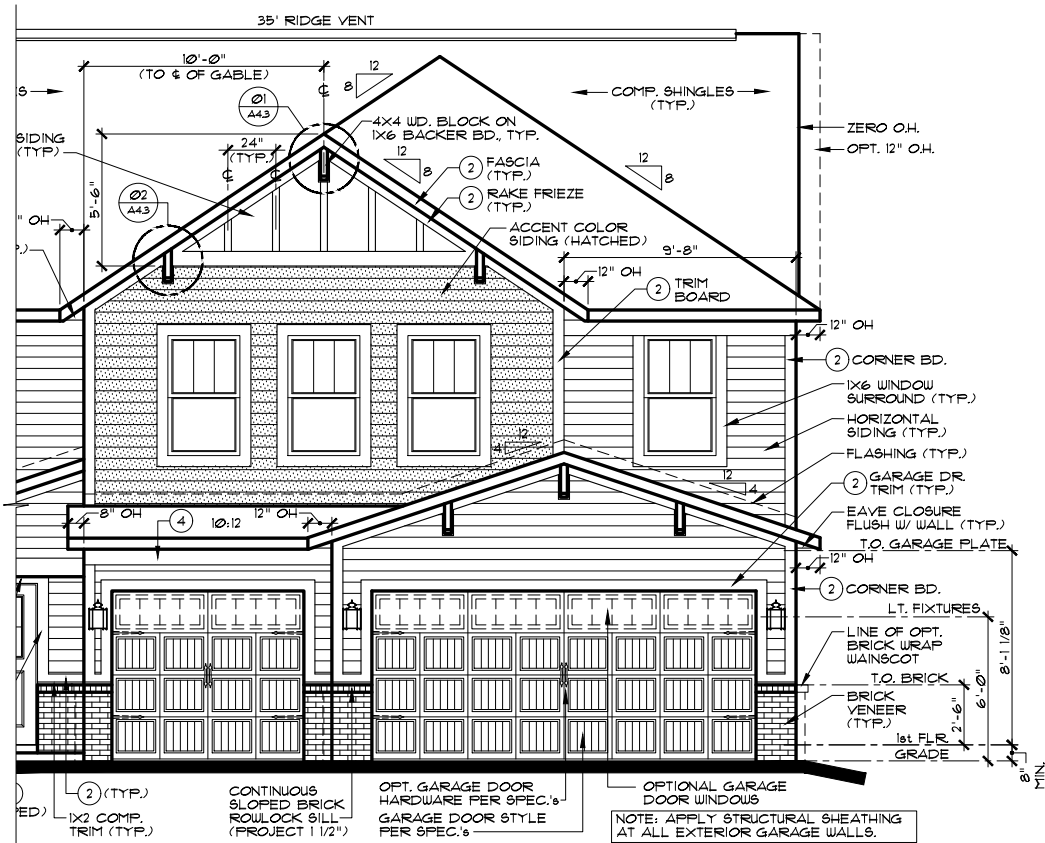 35' RIDGE VENT
10'-0"
(TO ℄ OF GABLE)
12
8
COMP. SHINGLES
(TYP.)
S
Ø1
A4.3
℄
4X4 WD. BLOCK ON
1X6 BACKER BD., TYP.
ZERO O.H.
OPT. 12" O.H.
SIDING
(TYP)
24"
(TYP.)
℄
℄
12
8
2 FASCIA
(TYP.)
12
8
2 RAKE FRIEZE
(TYP.)
5'-6"
Ø2
A4.3
" OH
P.)
ACCENT COLOR
SIDING (HATCHED)
9'-8"
12" OH
2 TRIM
BOARD
12" OH
2 CORNER BD.
1X6 WINDOW
SURROUND (TYP.)
HORIZONTAL
SIDING (TYP.)
12
4
FLASHING (TYP.)
12
4
2 GARAGE DR.
TRIM (TYP.)
8" OH
4
10:12
12" OH
EAVE CLOSURE
FLUSH W/ WALL (TYP.)
T.O. GARAGE PLATE
12" OH
2 CORNER BD.
LT. FIXTURES
LINE OF OPT.
BRICK WRAP
WAINSCOT
8'-1 1/8"
6'-0"
T.O. BRICK
BRICK
VENEER
(TYP.)
2'-6"
1st FLR.
GRADE
8"
MIN.
PED)
2 (TYP.)
1X2 COMP.
TRIM (TYP.)
CONTINUOUS
SLOPED BRICK
ROWLOCK SILL
(PROJECT 1 1/2")
OPT. GARAGE DOOR
HARDWARE PER SPEC.'s
GARAGE DOOR STYLE
PER SPEC.'s
OPTIONAL GARAGE
DOOR WINDOWS
NOTE: APPLY STRUCTURAL SHEATHING
AT ALL EXTERIOR GARAGE WALLS.